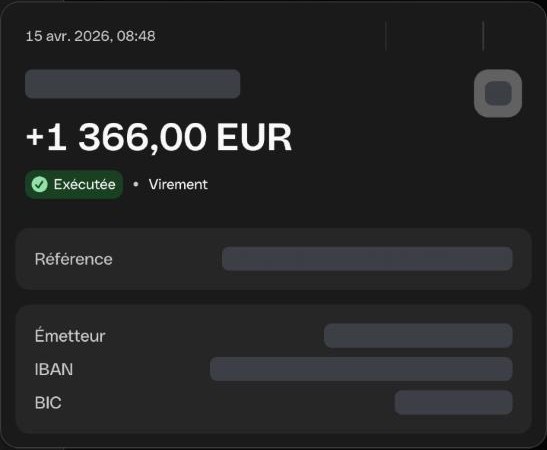 15 avr. 2026, 08:48
+1 366,00 EUR
Exécutée • Virement
Référence
Émetteur
IBAN
BIC